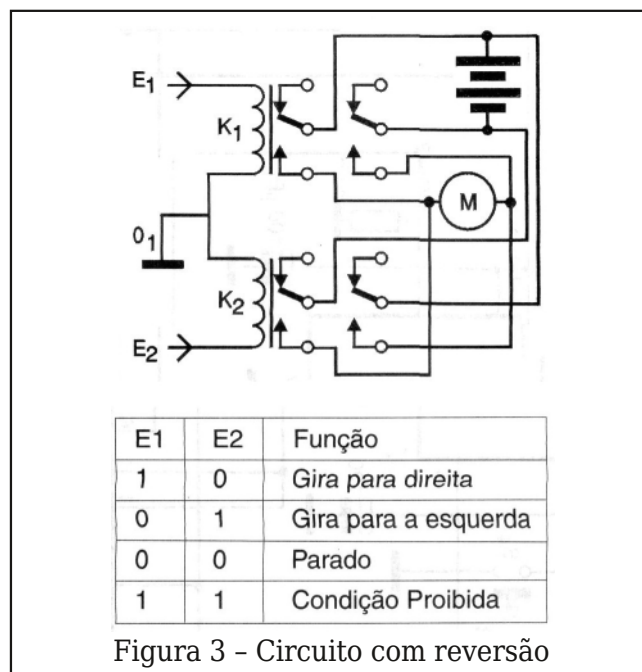 E1
K1
01
K2
E2
M
E1 E2 Função
1 0 Gira para direita
0 1 Gira para a esquerda
0 0 Parado
1 1 Condição Proibida
Figura 3 – Circuito com reversão